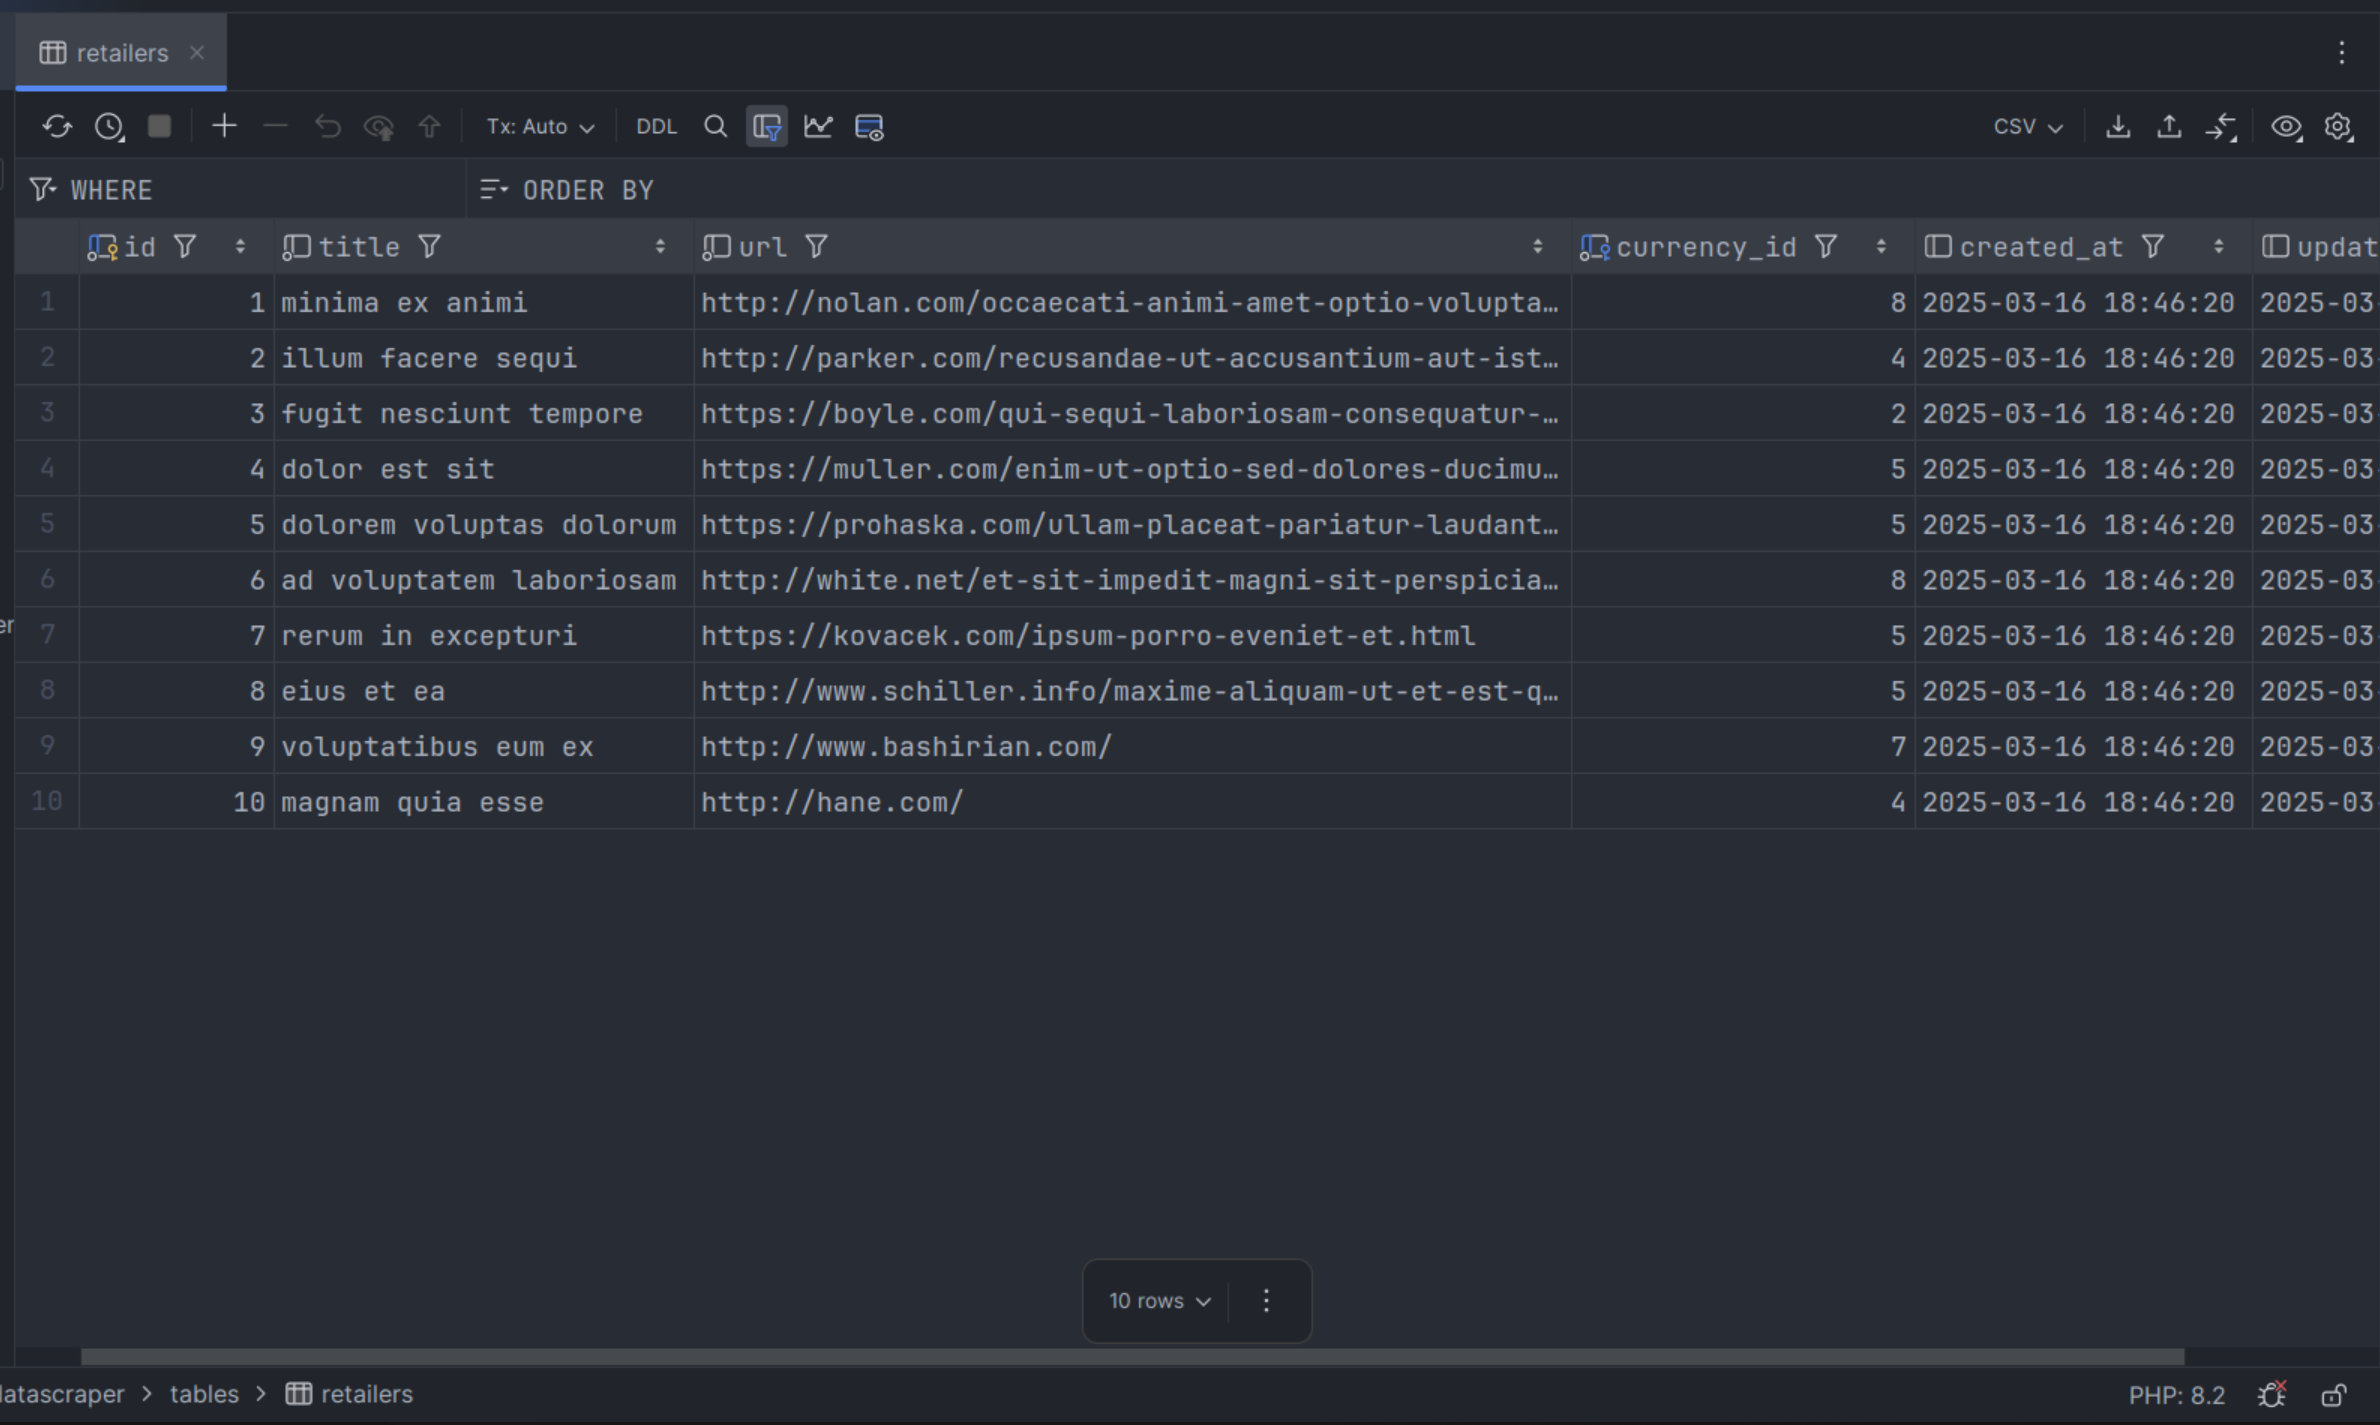 retailers
Tx: Auto DDL CSV
WHERE ORDER BY
id title url currency_id created_at updat
1 1 minima ex animi http://nolan.com/occaecati-animi-amet-optio-volupta… 8 2025-03-16 18:46:20 2025-03
2 2 illum facere sequi http://parker.com/recusandae-ut-accusantium-aut-ist… 4 2025-03-16 18:46:20 2025-03
3 3 fugit nesciunt tempore https://boyle.com/qui-sequi-laboriosam-consequatur-… 2 2025-03-16 18:46:20 2025-03
4 4 dolor est sit https://muller.com/enim-ut-optio-sed-dolores-ducimu… 5 2025-03-16 18:46:20 2025-03
5 5 dolorem voluptas dolorum https://prohaska.com/ullam-placeat-pariatur-laudant… 5 2025-03-16 18:46:20 2025-03
6 6 ad voluptatem laboriosam http://white.net/et-sit-impedit-magni-sit-perspicia… 8 2025-03-16 18:46:20 2025-03
er 7 7 rerum in excepturi https://kovacek.com/ipsum-porro-eveniet-et.html 5 2025-03-16 18:46:20 2025-03
8 8 eius et ea http://www.schiller.info/maxime-aliquam-ut-et-est-q… 5 2025-03-16 18:46:20 2025-03
9 9 voluptatibus eum ex http://www.bashirian.com/ 7 2025-03-16 18:46:20 2025-03
10 10 magnam quia esse http://hane.com/ 4 2025-03-16 18:46:20 2025-03
10 rows
datascraper > tables > retailers PHP: 8.2